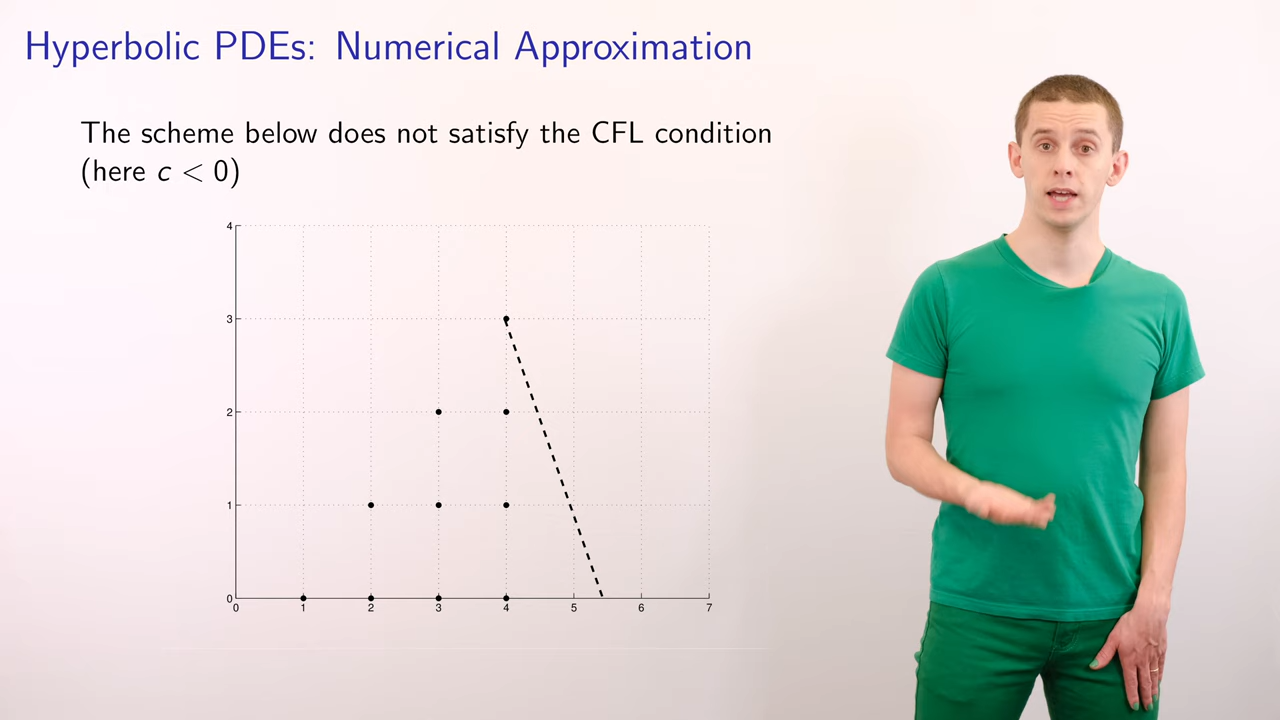 Hyperbolic PDEs: Numerical Approximation
The scheme below does not satisfy the CFL condition
(here c < 0)
4
3
2
1
0
0 1 2 3 4 5 6 7